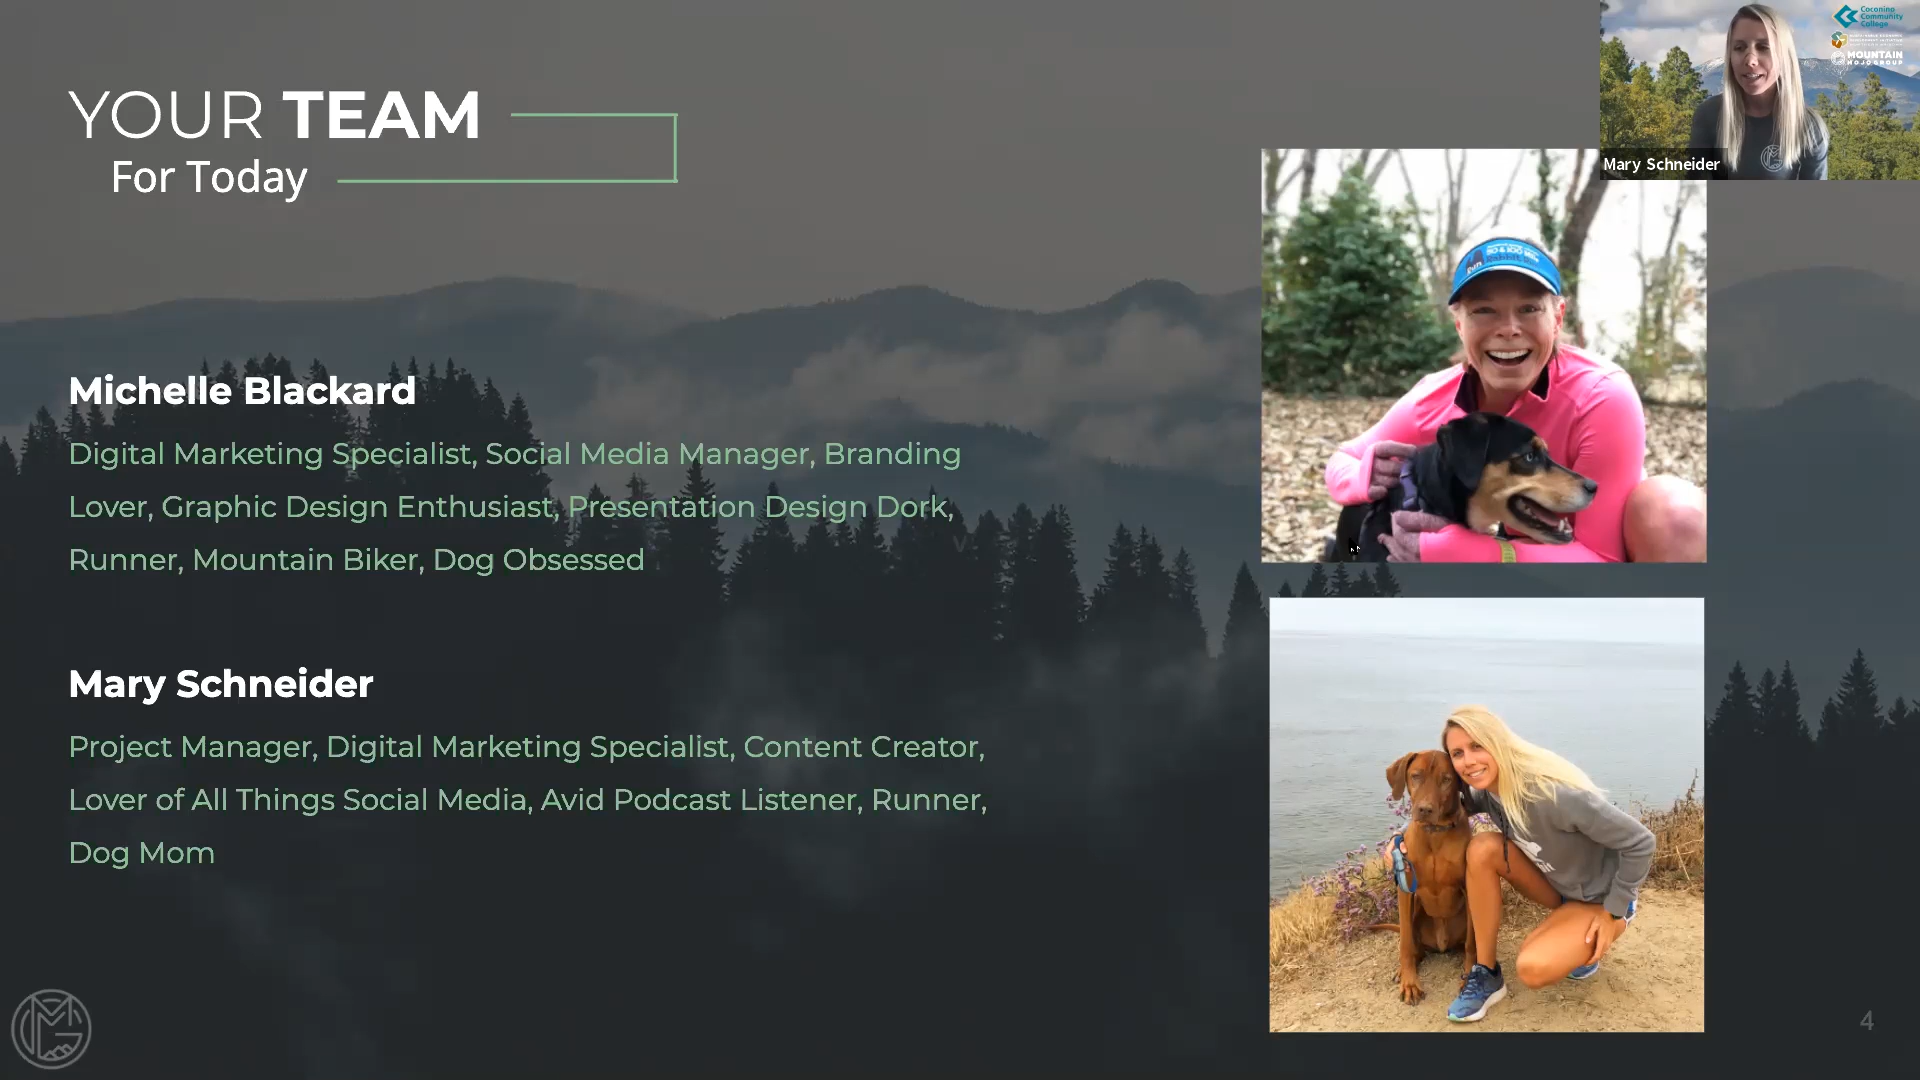 YOUR TEAM
For Today
Coconino
Community
College
MOUNTAIN
MOJO GROUP
Mary Schneider
Michelle Blackard
Digital Marketing Specialist, Social Media Manager, Branding
Lover, Graphic Design Enthusiast, Presentation Design Dork,
Runner, Mountain Biker, Dog Obsessed
Mary Schneider
Project Manager, Digital Marketing Specialist, Content Creator,
Lover of All Things Social Media, Avid Podcast Listener, Runner,
Dog Mom
4